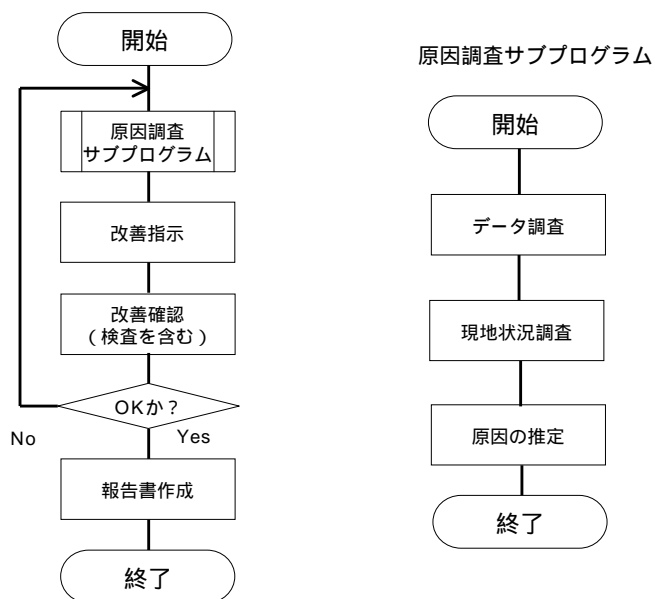 開始
原因調査
サブプログラム
改善指示
改善確認
(検査を含む)
OKか?
No
Yes
報告書作成
終了
原因調査サブプログラム
開始
データ調査
現地状況調査
原因の推定
終了